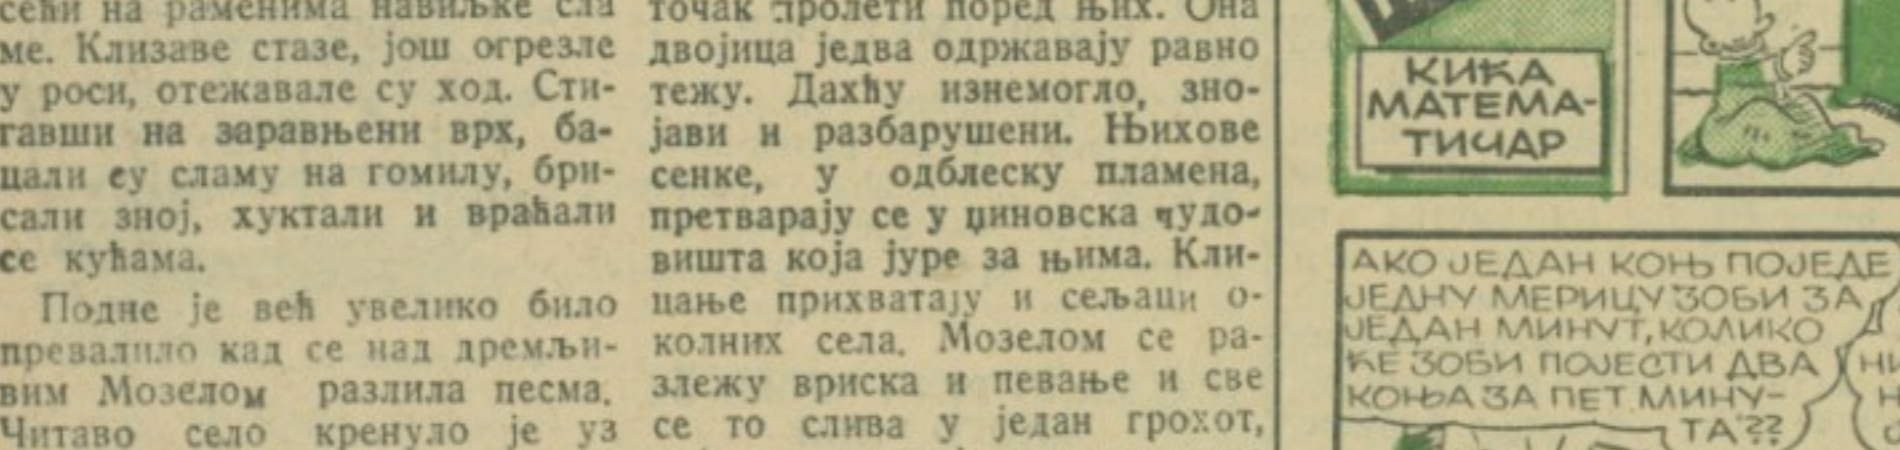 сећи на раменима навиљке сла
ме. Клизаве стазе, још огрезле
у роси, отежавале су ход. Сти-
гавши на заравњени врх, ба-
цали су сламу на гомилу, бри-
сали зној, хуктали и враћали
се кућама.
Подне је већ увелико било
превалило кад се над дремљи-
вим Мозелом разлила песма.
Читаво село кренуло је уз
точак пролети поред њих. Она
двојица једва одржавају равно
тежу. Дахћу изнемогло, зно-
јави и разбарушени. Њихове
сенке, у одблеску пламена,
претварају се у џиновска чудо-
вишта која јуре за њима. Кли-
цање прихватају и сељаци о-
колних села. Мозелом се ра-
злежу вриска и певање и све
се то слива у један грохот,
КИЋА
МАТЕМА-
ТИЧАР
АКО ЈЕДАН КОЊ ПОЈЕДЕ
ЈЕДНУ МЕРИЦУ ЗОБИ ЗА
ЈЕДАН МИНУТ, КОЛИКО
ЋЕ ЗОБИ ПОЈЕСТИ ДВА
КОЊА ЗА ПЕТ МИНУ-
ТА??